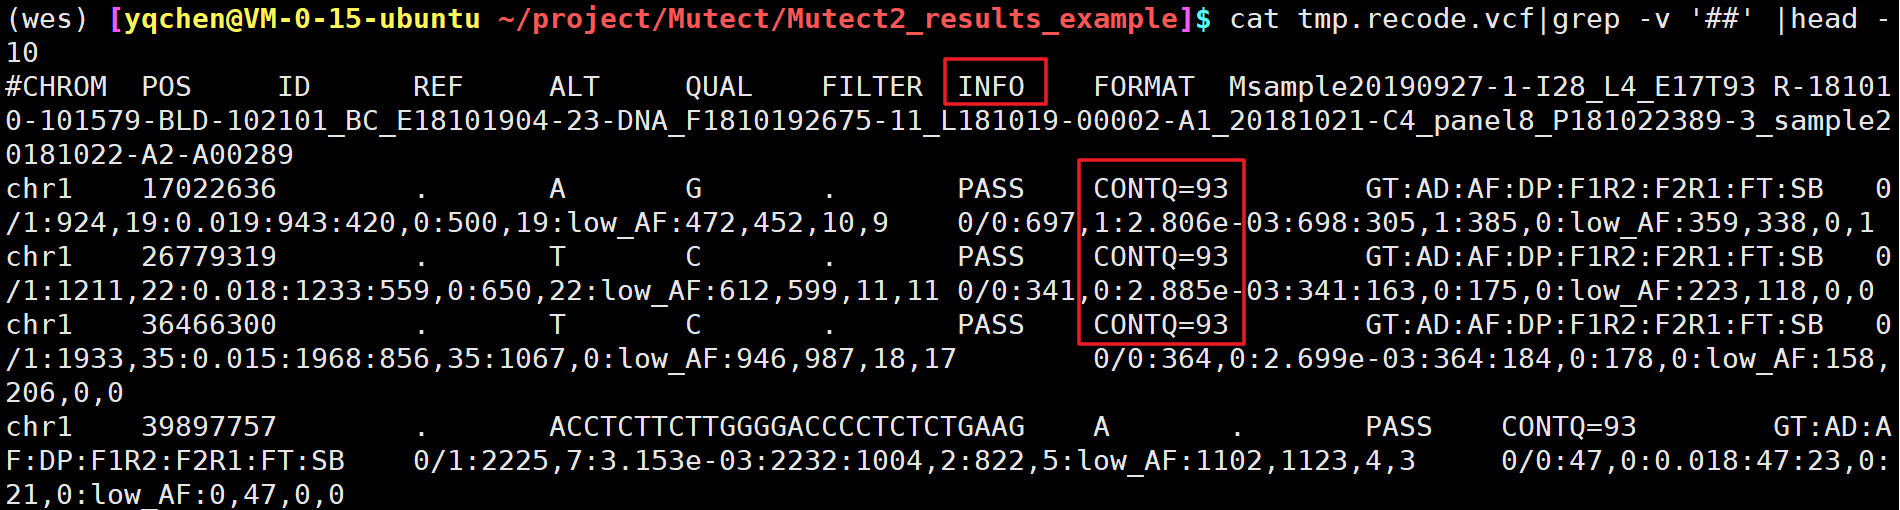 (wes) [yqchen@VM-0-15-ubuntu ~/project/Mutect/Mutect2_results_example]$ cat tmp.recode.vcf|grep -v '##' |head -
10
#CHROM POS ID REF ALT QUAL FILTER INFO FORMAT Msample20190927-1-I28_L4_E17T93 R-18101
0-101579-BLD-102101_BC_E18101904-23-DNA_F1810192675-11_L181019-00002-A1_20181021-C4_panel8_P181022389-3_sample2
0181022-A2-A00289
chr1 17022636 . A G . PASS CONTQ=93 GT:AD:AF:DP:F1R2:F2R1:FT:SB 0
/1:924,19:0.019:943:420,0:500,19:low_AF:472,452,10,9 0/0:697,1:2.806e-03:698:305,1:385,0:low_AF:359,338,0,1
chr1 26779319 . T C . PASS CONTQ=93 GT:AD:AF:DP:F1R2:F2R1:FT:SB 0
/1:1211,22:0.018:1233:559,0:650,22:low_AF:612,599,11,11 0/0:341,0:2.885e-03:341:163,0:175,0:low_AF:223,118,0,0
chr1 36466300 . T C . PASS CONTQ=93 GT:AD:AF:DP:F1R2:F2R1:FT:SB 0
/1:1933,35:0.015:1968:856,35:1067,0:low_AF:946,987,18,17 0/0:364,0:2.699e-03:364:184,0:178,0:low_AF:158,
206,0,0
chr1 39897757 . ACCTCTTCTTGGGGACCCCTCTCTGAAG A . PASS CONTQ=93 GT:AD:A
F:DP:F1R2:F2R1:FT:SB 0/1:2225,7:3.153e-03:2232:1004,2:822,5:low_AF:1102,1123,4,3 0/0:47,0:0.018:47:23,0:
21,0:low_AF:0,47,0,0